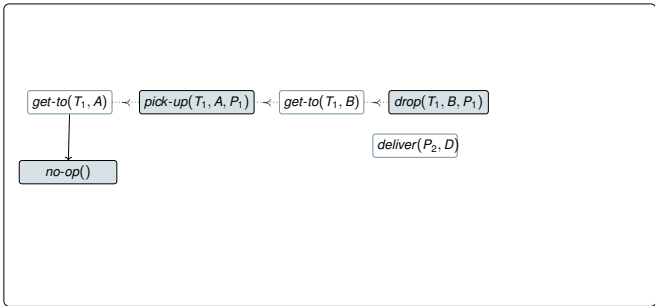 get-to(T₁, A) ≺ pick-up(T₁, A, P₁) ≺ get-to(T₁, B) ≺ drop(T₁, B, P₁)
deliver(P₂, D)
no-op()